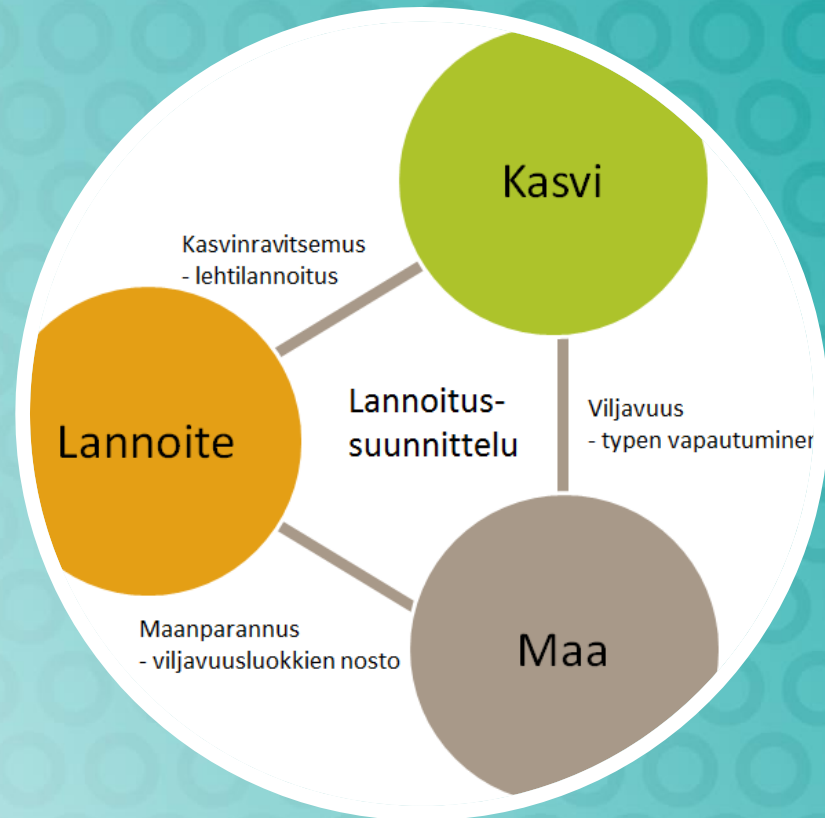 Kasvi
Kasvinravitsemus
- lehtilannoitus
Lannoite
Lannoitus-
suunnittelu
Viljavuus
- typen vapautuminen
Maanparannus
- viljavuusluokkien nosto
Maa